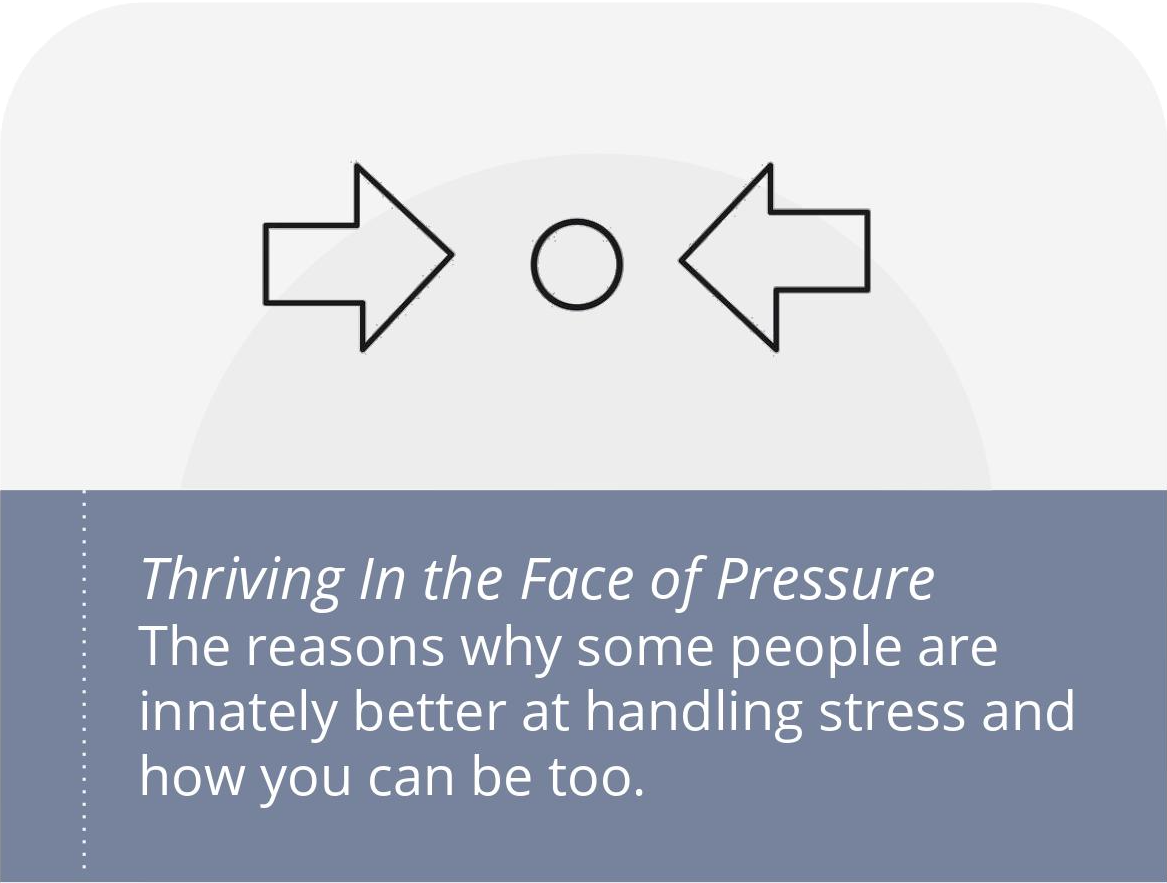 Thriving In the Face of Pressure
The reasons why some people are
innately better at handling stress and
how you can be too.